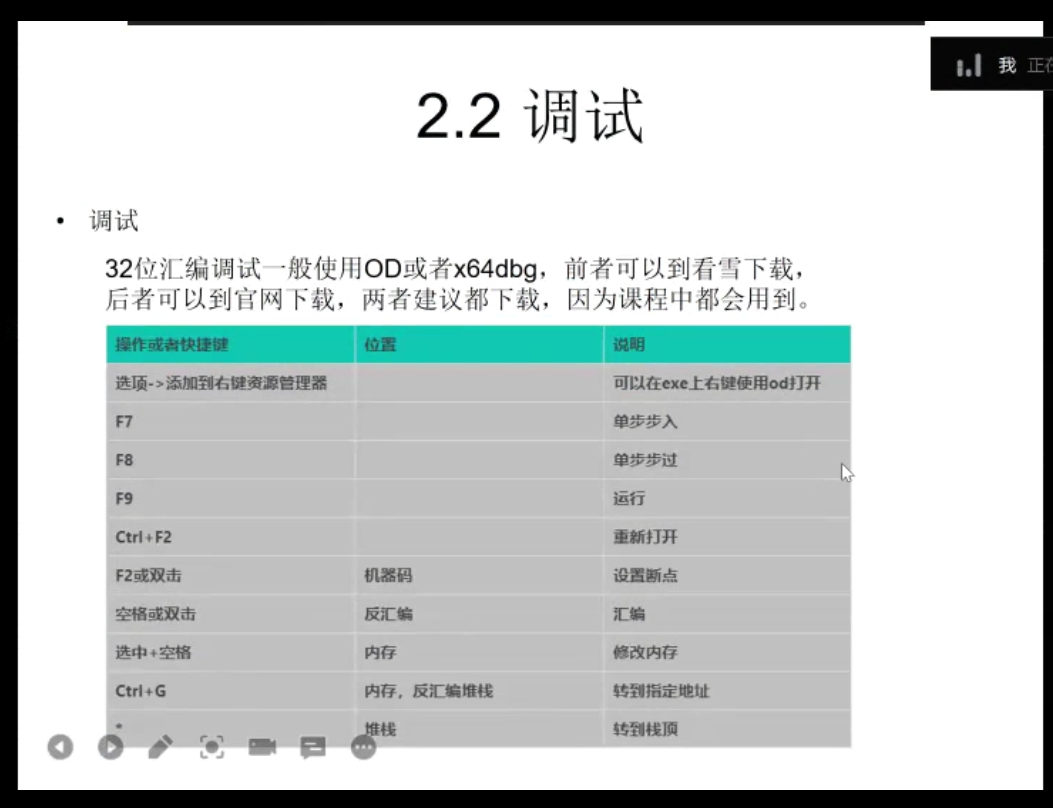 我 正在
2.2 调试
• 调试
32位汇编调试一般使用OD或者x64dbg，前者可以到看雪下载，
后者可以到官网下载，两者建议都下载，因为课程中都会用到。
操作或者快捷键 位置 说明
选项->添加到右键资源管理器 可以在exe上右键使用od打开
F7 单步步入
F8 单步步过
F9 运行
Ctrl+F2 重新打开
F2或双击 机器码 设置断点
空格或双击 反汇编 汇编
选中+空格 内存 修改内存
Ctrl+G 内存，反汇编堆栈 转到指定地址
* 堆栈 转到栈顶